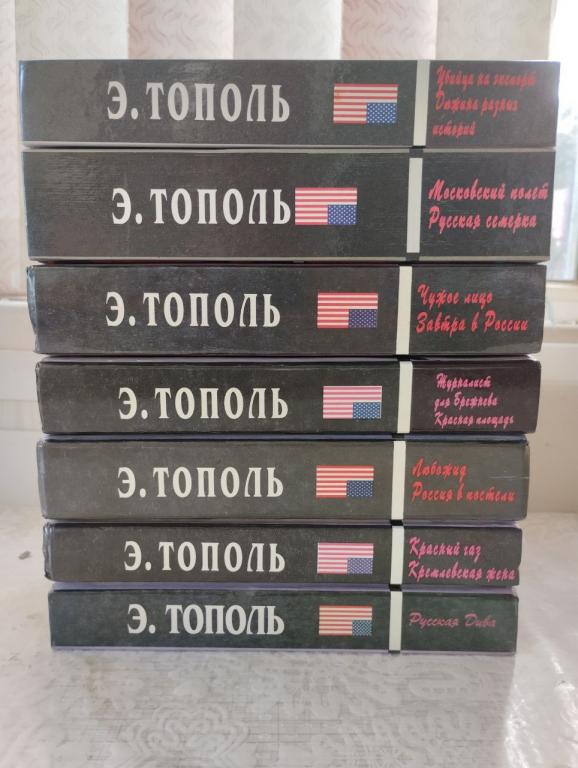 Э. ТОПОЛЬ
Убийца на экспорт
Дюжина разных
историй
Э. ТОПОЛЬ
Московский полет
Русская семерка
Э. ТОПОЛЬ
Чужое лицо
Завтра в России
Э. ТОПОЛЬ
Журналист
для Брежнева
Красная площадь
Э. ТОПОЛЬ
Любожид
Россия в постели
Э. ТОПОЛЬ
Красный газ
Кремлевская жена
Э. ТОПОЛЬ
Русская Дива